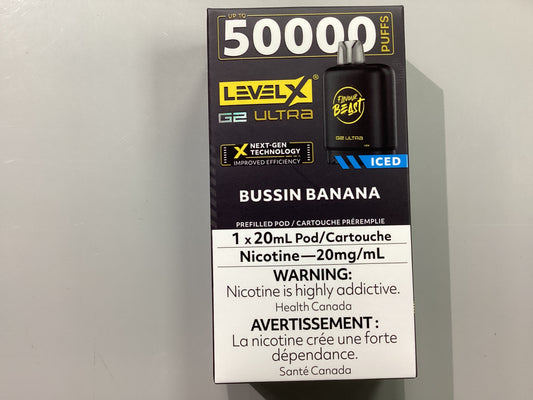 UP TO
50000
PUFFS
LEVEL X®
G2 ULTRA
FLAVOUR
BEAST
G2 ULTRA
X NEXT-GEN
TECHNOLOGY
IMPROVED EFFICIENCY
ICED
BUSSIN BANANA
PREFILLED POD / CARTOUCHE PRÉREMPLIE
1 x 20mL Pod/Cartouche
Nicotine—20mg/mL
WARNING:
Nicotine is highly addictive.
Health Canada
AVERTISSEMENT :
La nicotine crée une forte
dépendance.
Santé Canada